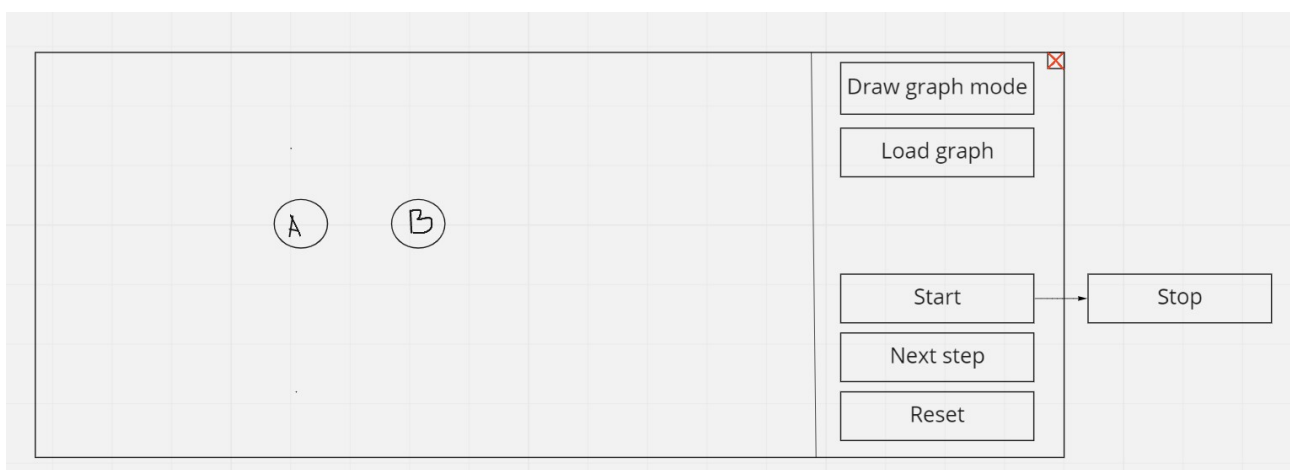 Draw graph mode
Load graph
A
B
Start
Stop
Next step
Reset